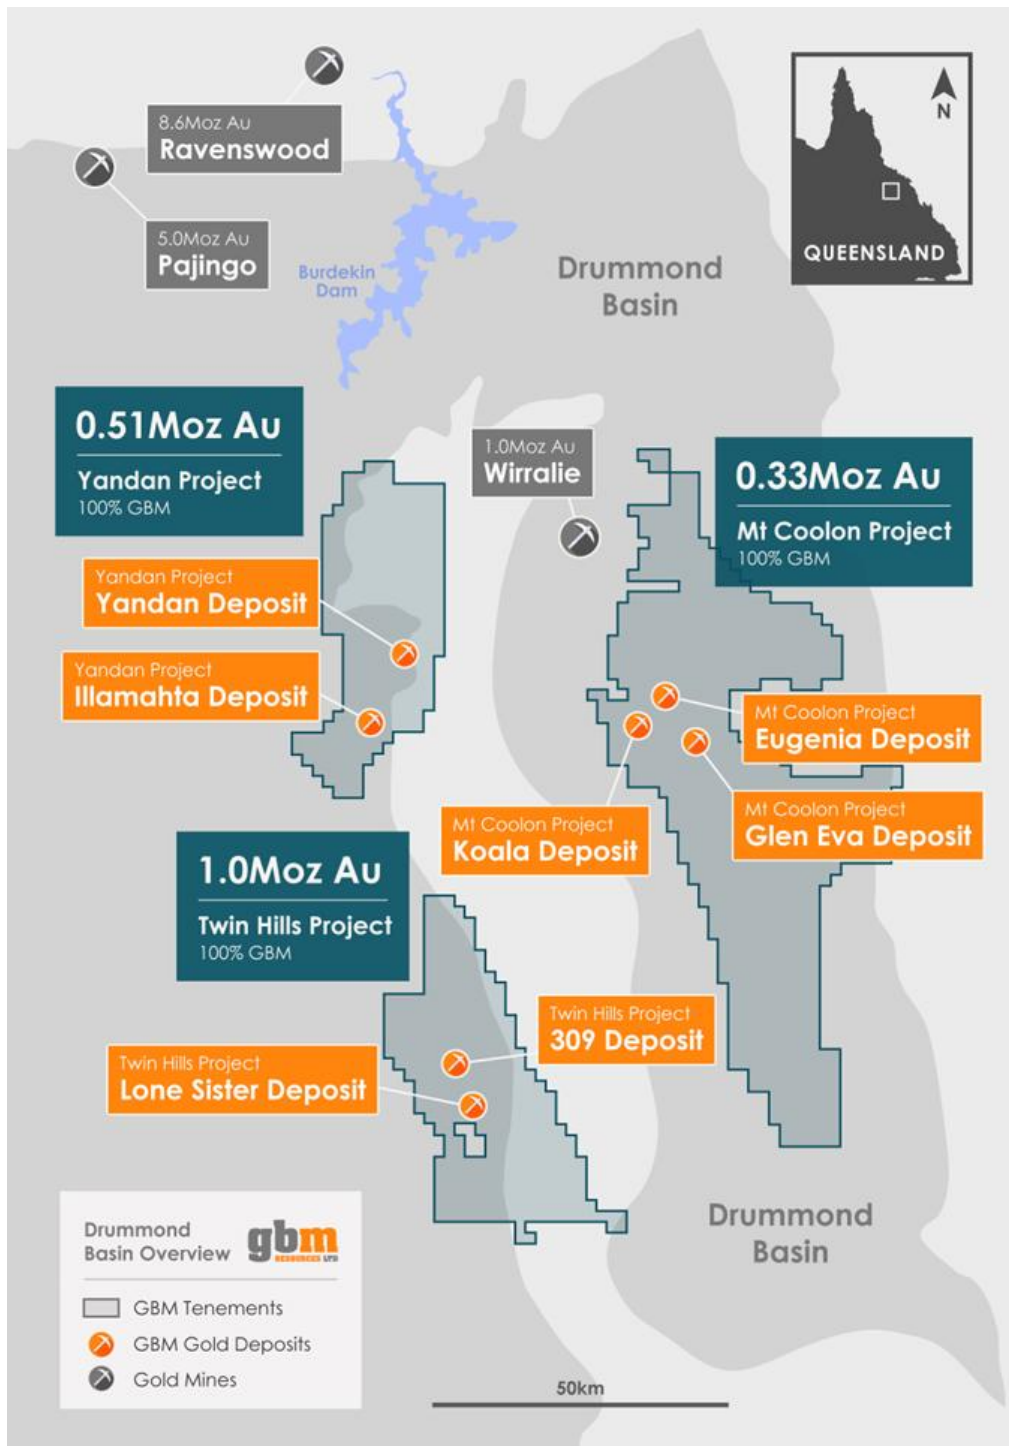 8.6Moz Au
Ravenswood
N
QUEENSLAND
5.0Moz Au
Pajingo
Burdekin
Dam
Drummond
Basin
0.51Moz Au
Yandan Project
100% GBM
1.0Moz Au
Wirralie
0.33Moz Au
Mt Coolon Project
100% GBM
Yandan Project
Yandan Deposit
Yandan Project
Illamahta Deposit
Mt Coolon Project
Eugenia Deposit
Mt Coolon Project
Koala Deposit
Mt Coolon Project
Glen Eva Deposit
1.0Moz Au
Twin Hills Project
100% GBM
Twin Hills Project
309 Deposit
Twin Hills Project
Lone Sister Deposit
Drummond
Basin
Drummond
Basin Overview
gbm
RESOURCES LTD
GBM Tenements
GBM Gold Deposits
Gold Mines
50km